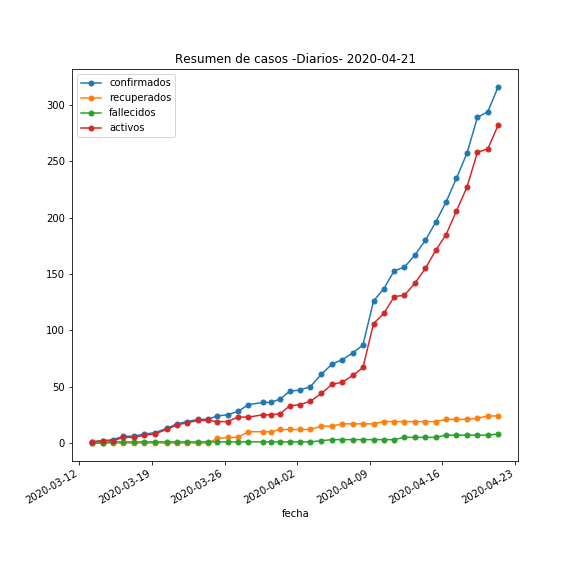 Resumen de casos -Diarios- 2020-04-21
confirmados
recuperados
fallecidos
activos
300
250
200
150
100
50
0
2020-03-12
2020-03-19
2020-03-26
2020-04-02
2020-04-09
2020-04-16
2020-04-23
fecha